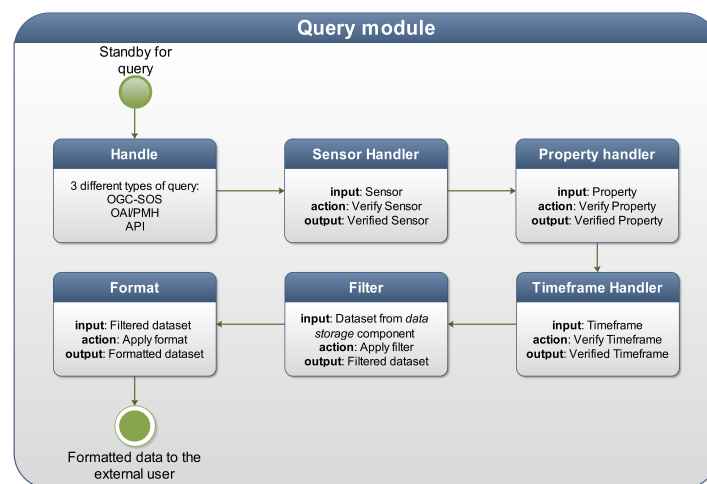 Query module
Standby for
query
Handle
3 different types of query:
OGC-SOS
OAI/PMH
API
Sensor Handler
input: Sensor
action: Verify Sensor
output: Verified Sensor
Property handler
input: Property
action: Verify Property
output: Verified Property
Format
input: Filtered dataset
action: Apply format
output: Formatted dataset
Filter
input: Dataset from data
storage component
action: Apply filter
output: Filtered dataset
Timeframe Handler
input: Timeframe
action: Verify Timeframe
output: Verified Timeframe
Formatted data to the
external user